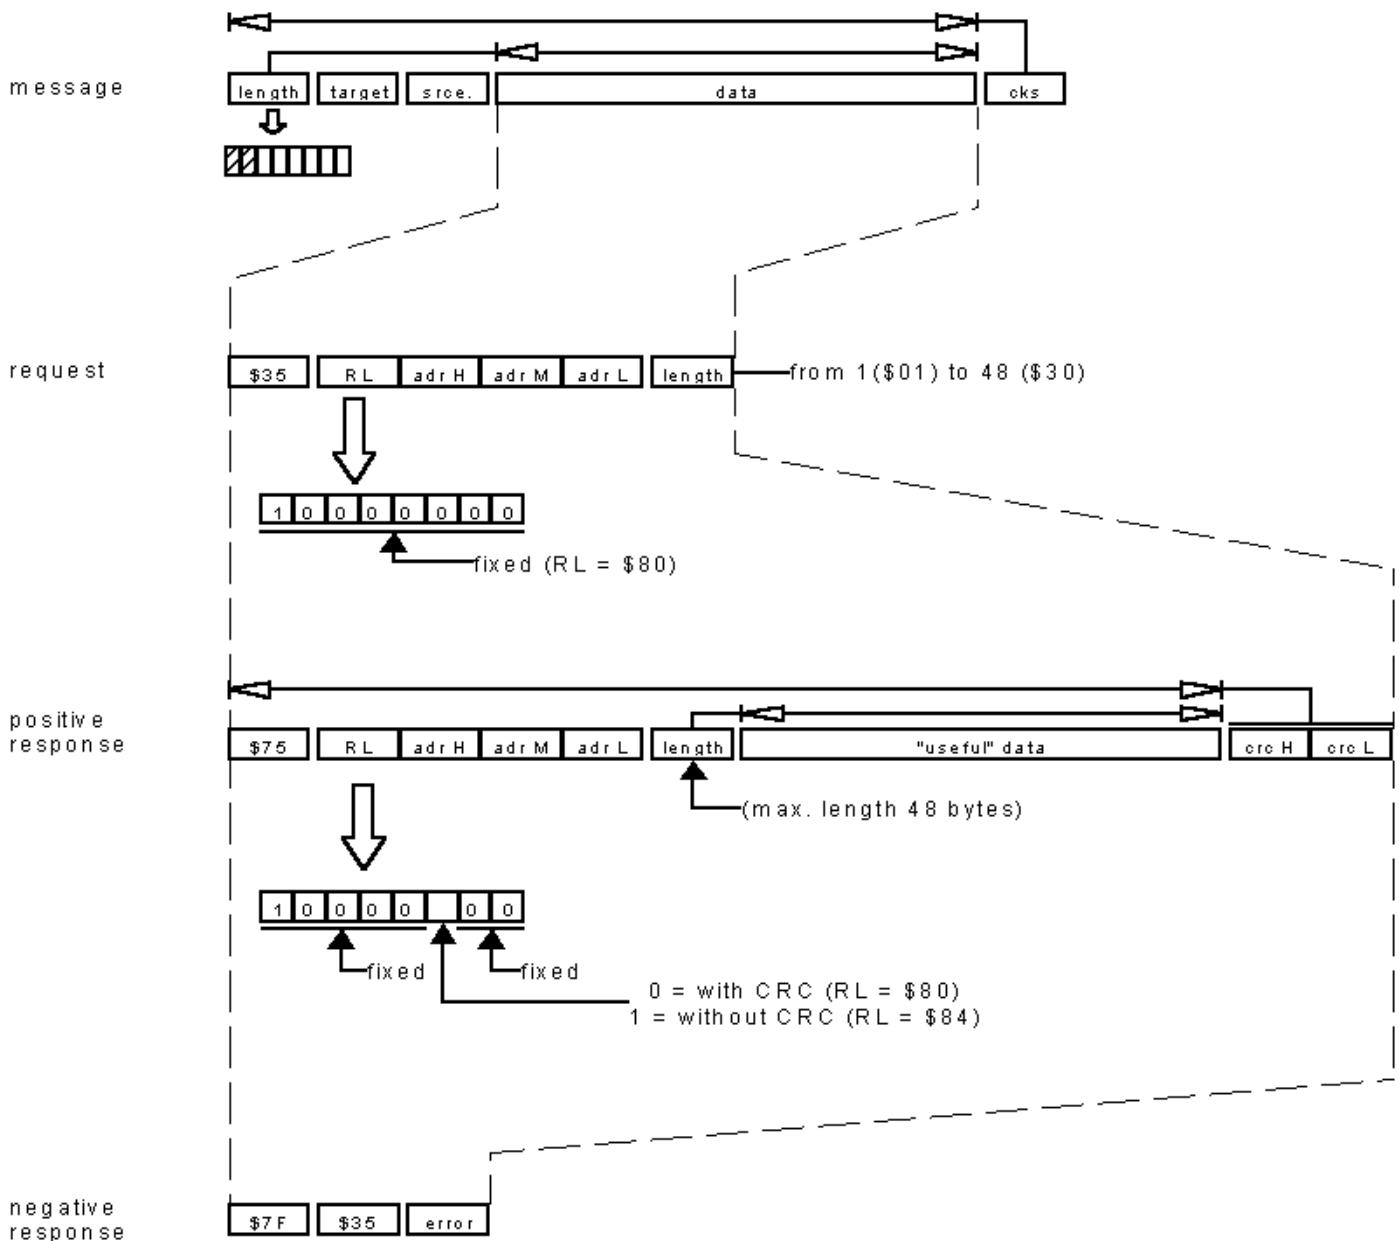 message length target srce. data cks
request $35 RL adr H adr M adr L length from 1($01) to 48 ($30)
1 0 0 0 0 0 0 0
fixed (RL = $80)
positive
response $75 RL adr H adr M adr L length "useful" data crc H crc L
(max. length 48 bytes)
1 0 0 0 0 0 0
fixed fixed
0 = with CRC (RL = $80)
1 = without CRC (RL = $84)
negative
response $7F $35 error